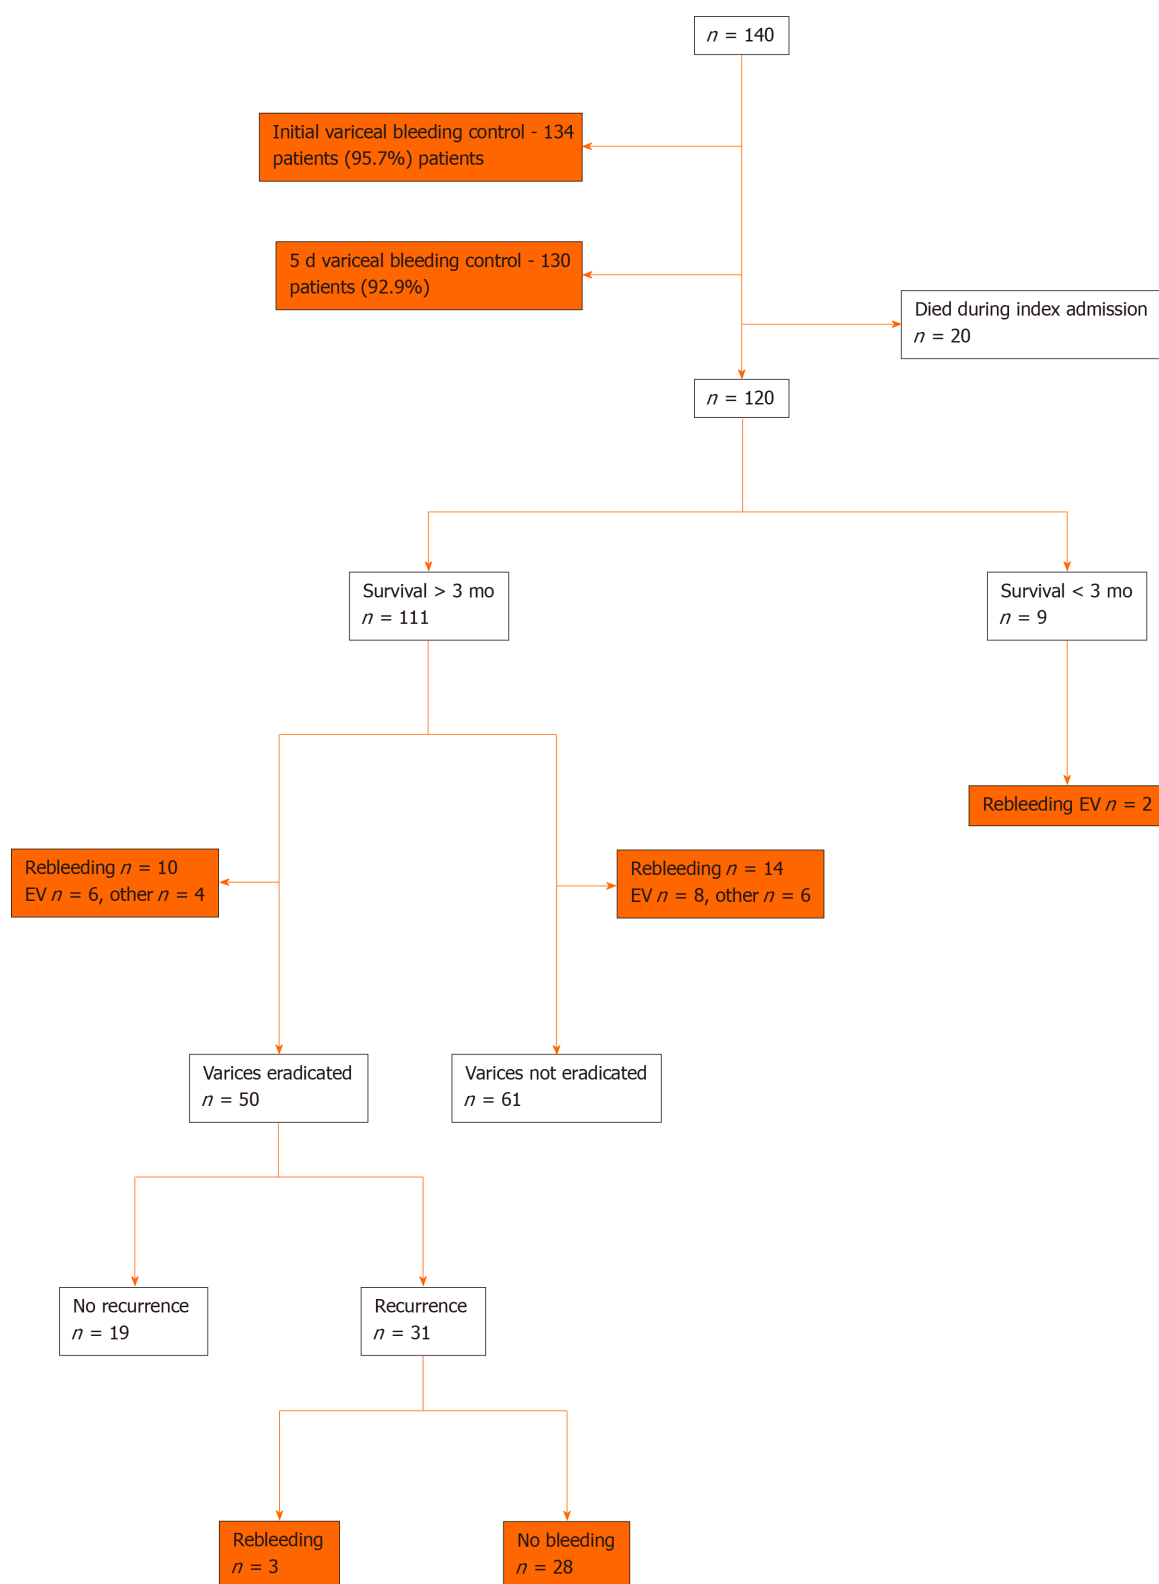 n = 140
Initial variceal bleeding control - 134
patients (95.7%) patients
5 d variceal bleeding control - 130
patients (92.9%)
Died during index admission
n = 20
n = 120
Survival > 3 mo
n = 111
Survival < 3 mo
n = 9
Rebleeding EV n = 2
Rebleeding n = 10
EV n = 6, other n = 4
Rebleeding n = 14
EV n = 8, other n = 6
Varices eradicated
n = 50
Varices not eradicated
n = 61
No recurrence
n = 19
Recurrence
n = 31
Rebleeding
n = 3
No bleeding
n = 28